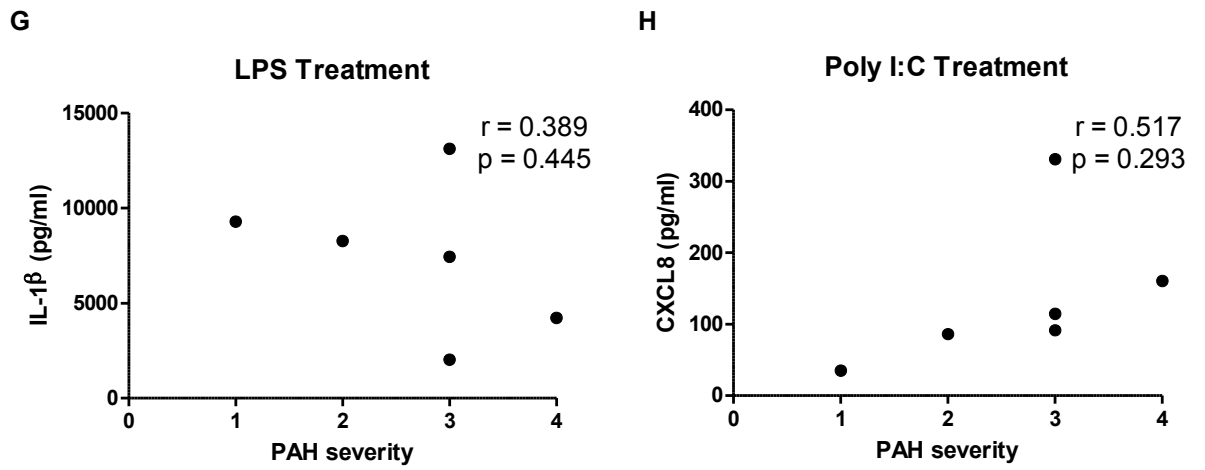 G
LPS Treatment
r = 0.389
p = 0.445
15000
10000
5000
0
IL-1β (pg/ml)
0 1 2 3 4
PAH severity
H
Poly I:C Treatment
r = 0.517
p = 0.293
400
300
200
100
0
CXCL8 (pg/ml)
0 1 2 3 4
PAH severity